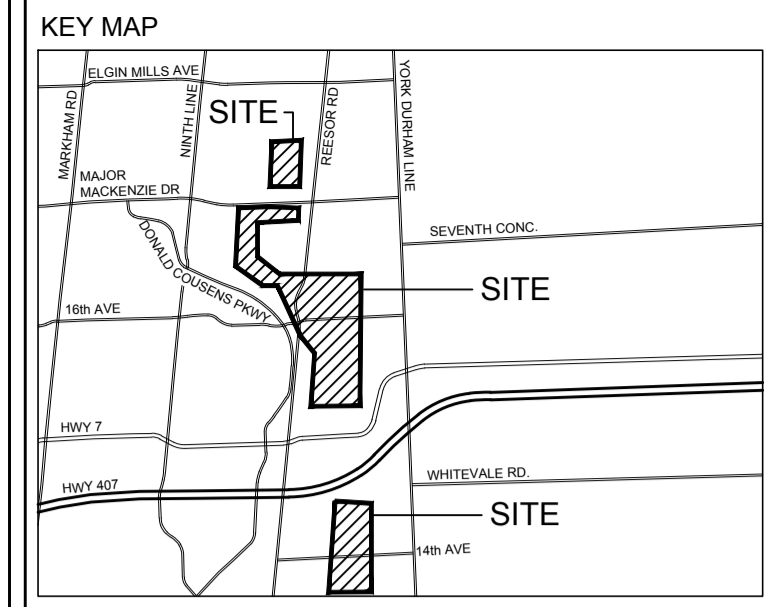 KEY MAP
ELGIN MILLS AVE
MARKHAM RD
NINTH LINE
SITE
REESOR RD
YORK DURHAM LINE
MAJOR
MACKENZIE DR
DONALD COUSENS PKWY
SEVENTH CONC.
SITE
16th AVE
HWY 7
HWY 407
WHITEVALE RD.
SITE
14th AVE